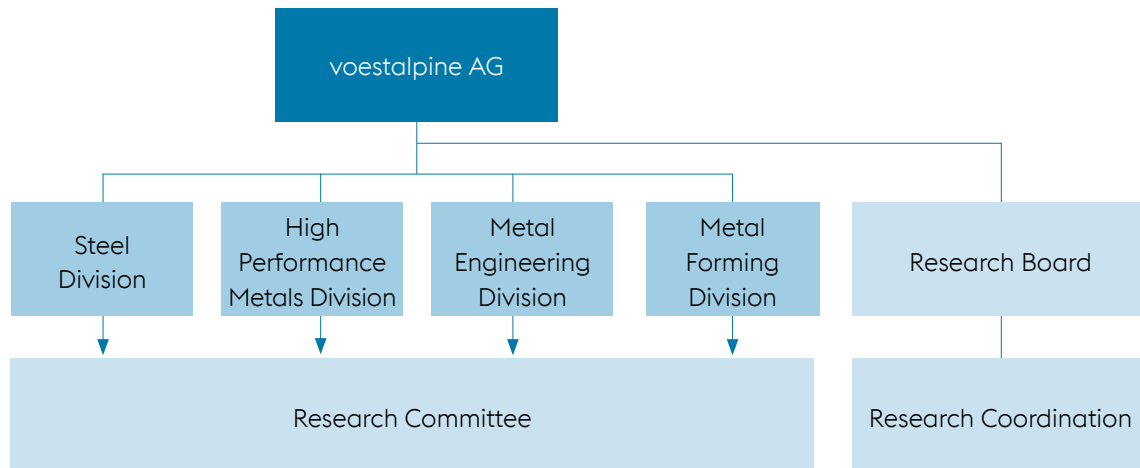 voestalpine AG
Steel
Division
High
Performance
Metals Division
Metal
Engineering
Division
Metal
Forming
Division
Research Board
Research Committee
Research Coordination